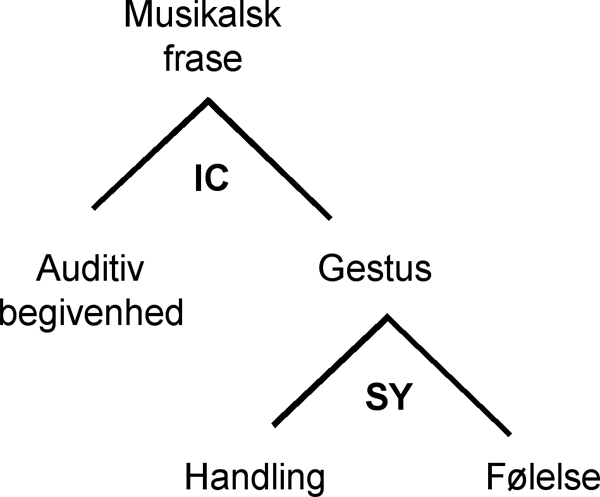 Musikalsk
frase
IC
Auditiv
begivenhed
Gestus
SY
Handling
Følelse